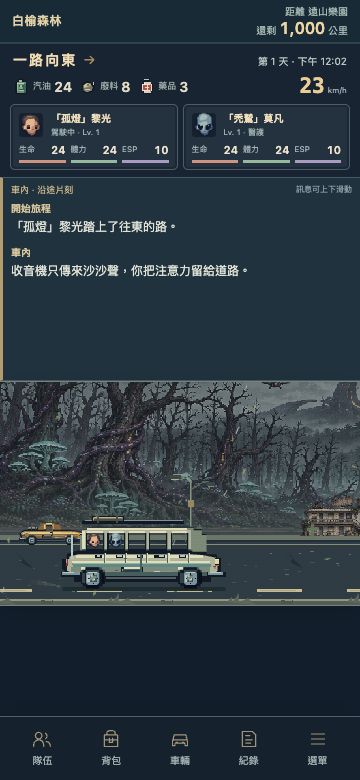 白榆森林
距離 遠山樂園
還剩 1,000 公里
一路向東 →
第 1 天 · 下午 12:02
汽油 24 廢料 8 藥品 3
23 km/h
「孤燈」黎光
駕駛中 · Lv. 1
生命 24 體力 24 ESP 10
「禿鷲」莫凡
Lv. 1 · 醫護
生命 24 體力 24 ESP 10
車內 · 沿途片刻
訊息可上下滑動
開始旅程
「孤燈」黎光踏上了往東的路。
車內
收音機只傳來沙沙聲，你把注意力留給道路。
隊伍
背包
車輛
紀錄
選單